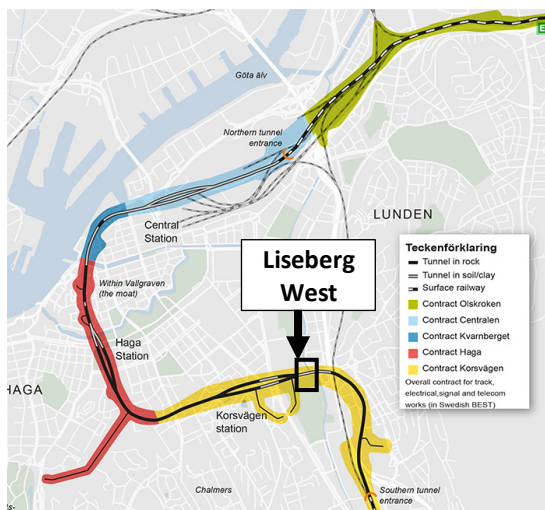 E
Göta älv
Northern tunnel
entrance
LUNDEN
Central
Station
Liseberg
West
Teckenförklaring
Tunnel in rock
Tunnel in soil/clay
Surface railway
Contract Olskroken
Contract Centralen
Contract Kvarnberget
Contract Haga
Contract Korsvägen
Overall contract for track,
electrical,signal and telecom
works (in Swedish BEST)
Within Vallgraven
(the moat)
Haga
Station
HAGA
Korsvägen
station
Chalmers
Southern tunnel
entrance